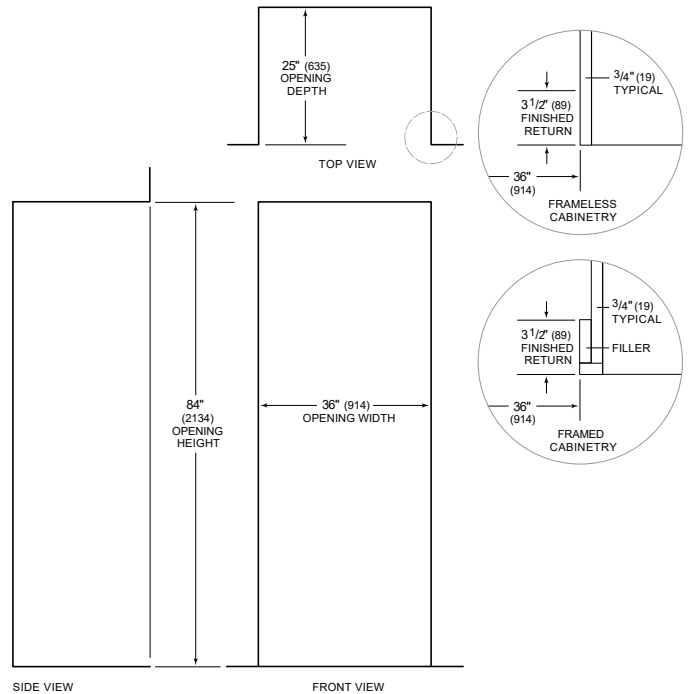 25" (635)
OPENING
DEPTH
TOP VIEW
3/4" (19)
TYPICAL
3 1/2" (89)
FINISHED
RETURN
36"
(914)
FRAMELESS
CABINETRY
3/4" (19)
TYPICAL
3 1/2" (89)
FINISHED
RETURN
FILLER
36"
(914)
FRAMED
CABINETRY
84"
(2134)
OPENING
HEIGHT
36" (914)
OPENING WIDTH
SIDE VIEW
FRONT VIEW